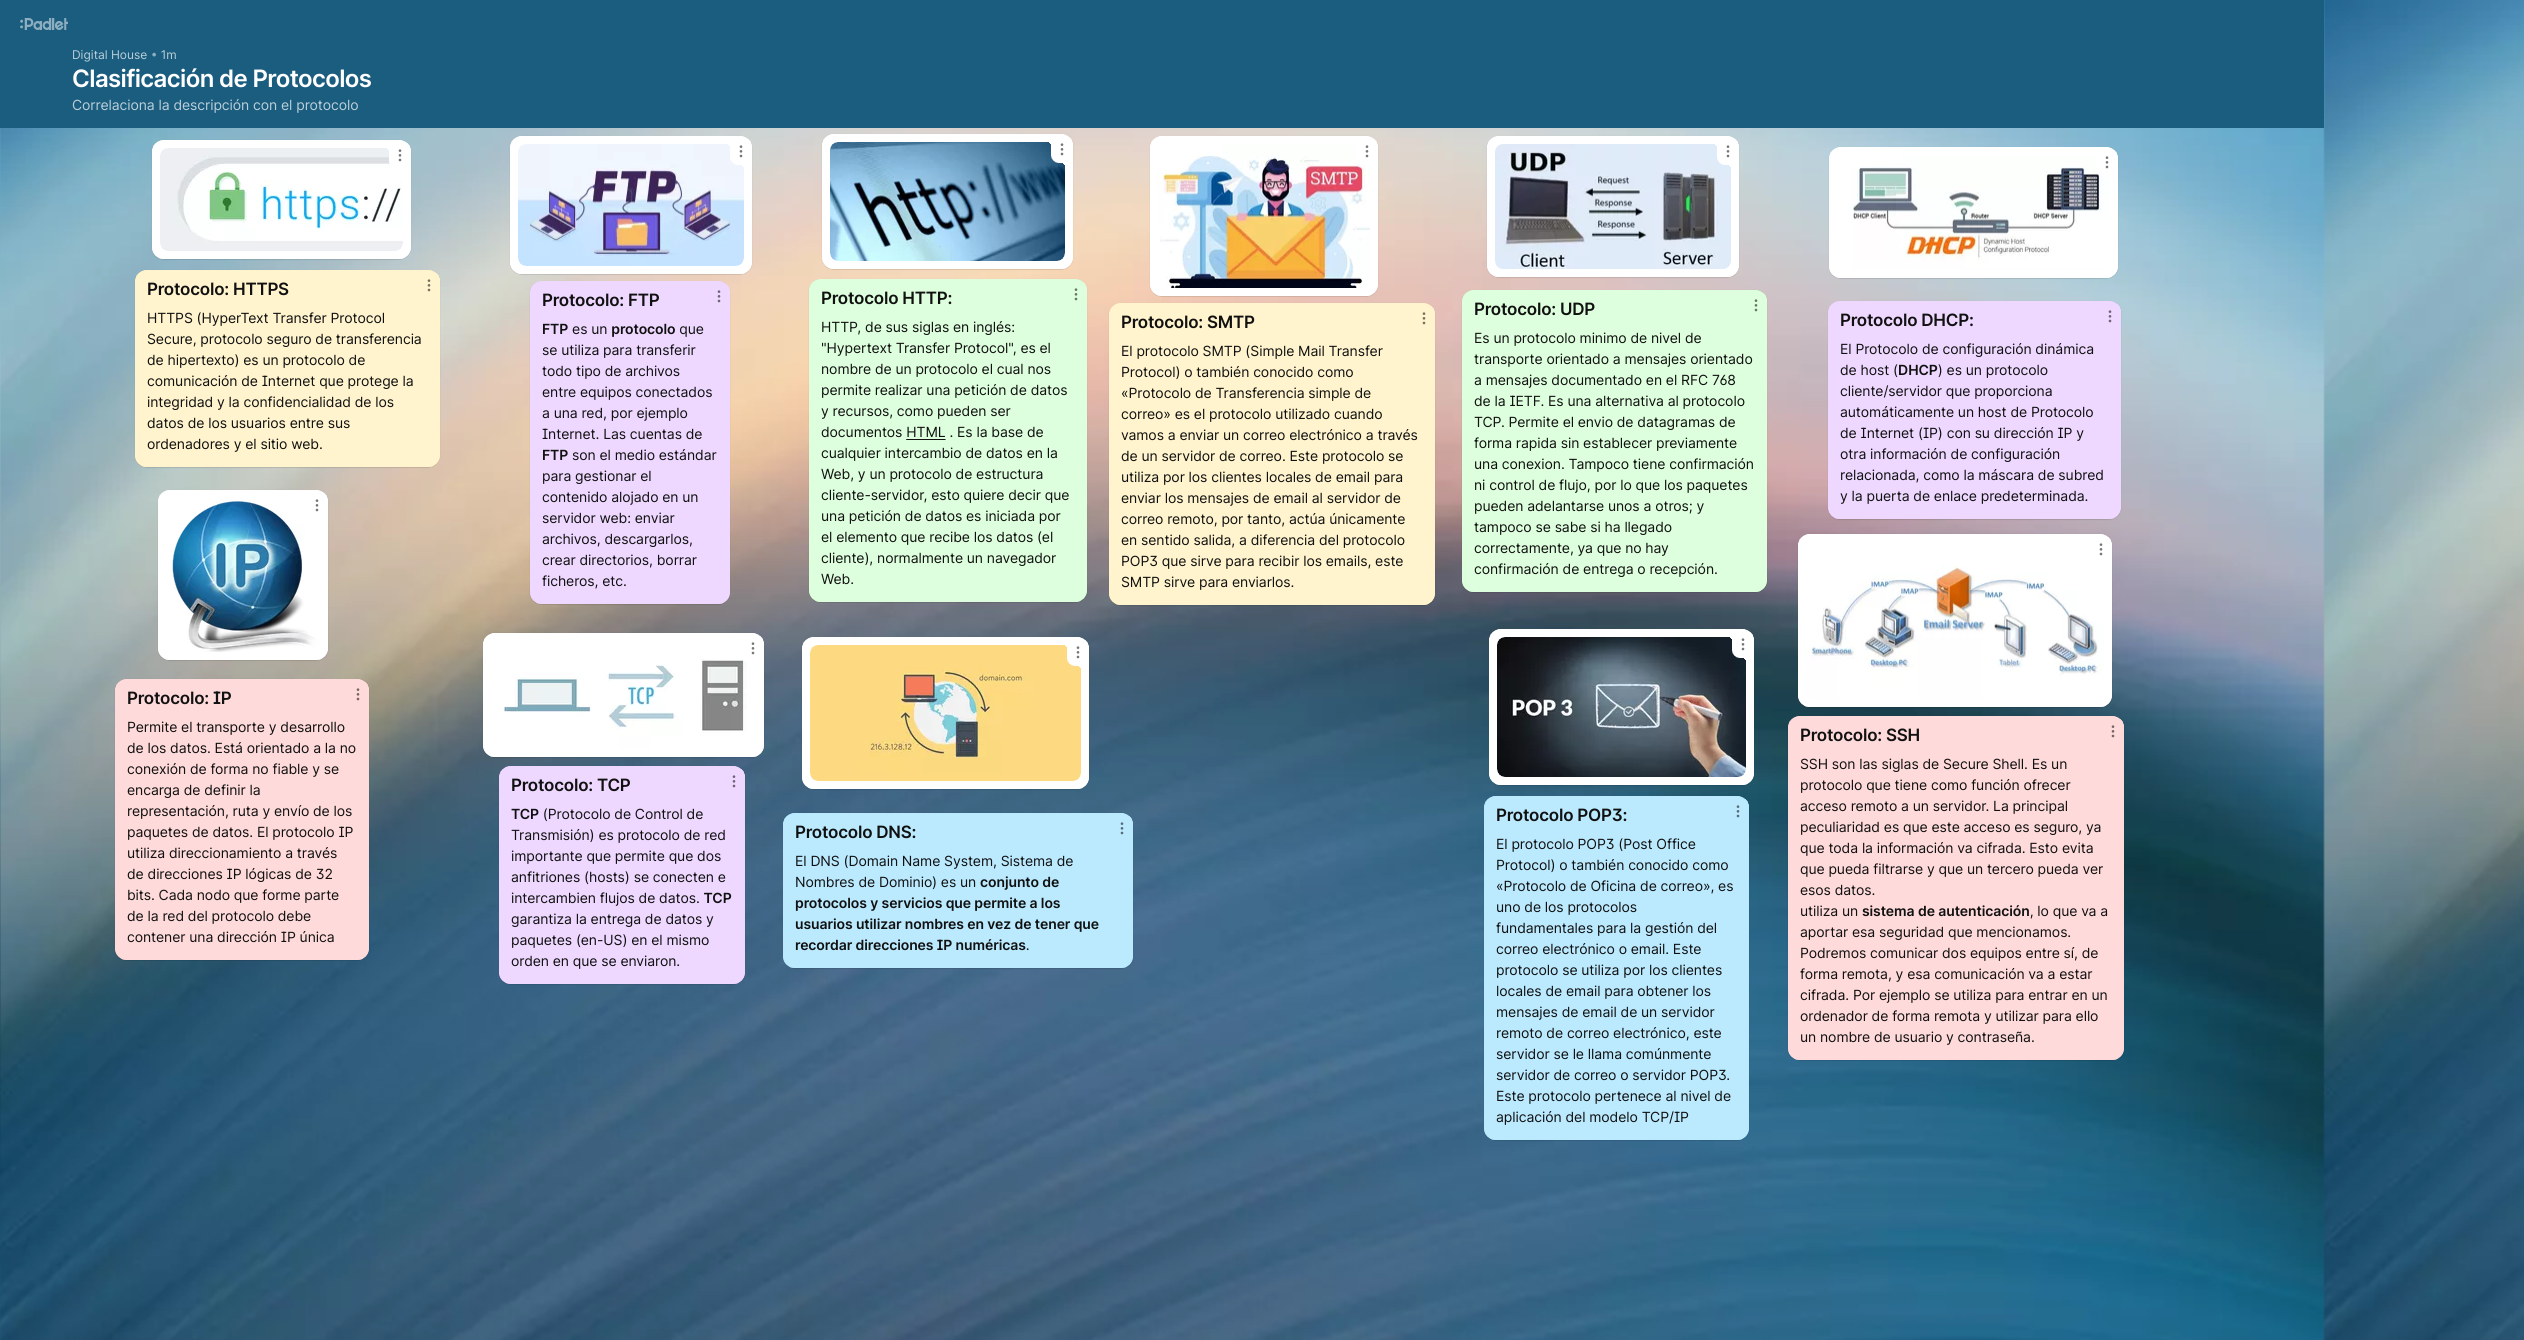 :Padlet
Digital House • 1m
Clasificación de Protocolos
Correlaciona la descripción con el protocolo
https://
Protocolo: HTTPS
HTTPS (HyperText Transfer Protocol
Secure, protocolo seguro de transferencia
de hipertexto) es un protocolo de
comunicación de Internet que protege la
integridad y la confidencialidad de los
datos de los usuarios entre sus
ordenadores y el sitio web.
IP
Protocolo: IP
Permite el transporte y desarrollo
de los datos. Está orientado a la no
conexión de forma no fiable y se
encarga de definir la
representación, ruta y envío de los
paquetes de datos. El protocolo IP
utiliza direccionamiento a través
de direcciones IP lógicas de 32
bits. Cada nodo que forme parte
de la red del protocolo debe
contener una dirección IP única
FTP
Protocolo: FTP
FTP es un protocolo que
se utiliza para transferir
todo tipo de archivos
entre equipos conectados
a una red, por ejemplo
Internet. Las cuentas de
FTP son el medio estándar
para gestionar el
contenido alojado en un
servidor web: enviar
archivos, descargarlos,
crear directorios, borrar
ficheros, etc.
TCP
Protocolo: TCP
TCP (Protocolo de Control de
Transmisión) es protocolo de red
importante que permite que dos
anfitriones (hosts) se conecten e
intercambien flujos de datos. TCP
garantiza la entrega de datos y
paquetes (en-US) en el mismo
orden en que se enviaron.
http://www
Protocolo HTTP:
HTTP, de sus siglas en inglés:
"Hypertext Transfer Protocol", es el
nombre de un protocolo el cual nos
permite realizar una petición de datos
y recursos, como pueden ser
documentos HTML . Es la base de
cualquier intercambio de datos en la
Web, y un protocolo de estructura
cliente-servidor, esto quiere decir que
una petición de datos es iniciada por
el elemento que recibe los datos (el
cliente), normalmente un navegador
Web.
domain.com
216.3.128.12
Protocolo DNS:
El DNS (Domain Name System, Sistema de
Nombres de Dominio) es un conjunto de
protocolos y servicios que permite a los
usuarios utilizar nombres en vez de tener que
recordar direcciones IP numéricas.
SMTP
Protocolo: SMTP
El protocolo SMTP (Simple Mail Transfer
Protocol) o también conocido como
«Protocolo de Transferencia simple de
correo» es el protocolo utilizado cuando
vamos a enviar un correo electrónico a través
de un servidor de correo. Este protocolo se
utiliza por los clientes locales de email para
enviar los mensajes de email al servidor de
correo remoto, por tanto, actúa únicamente
en sentido salida, a diferencia del protocolo
POP3 que sirve para recibir los emails, este
SMTP sirve para enviarlos.
UDP
Request
Response
Response
Client
Server
Protocolo: UDP
Es un protocolo minimo de nivel de
transporte orientado a mensajes orientado
a mensajes documentado en el RFC 768
de la IETF. Es una alternativa al protocolo
TCP. Permite el envio de datagramas de
forma rapida sin establecer previamente
una conexion. Tampoco tiene confirmación
ni control de flujo, por lo que los paquetes
pueden adelantarse unos a otros; y
tampoco se sabe si ha llegado
correctamente, ya que no hay
confirmación de entrega o recepción.
POP 3
Protocolo POP3:
El protocolo POP3 (Post Office
Protocol) o también conocido como
«Protocolo de Oficina de correo», es
uno de los protocolos
fundamentales para la gestión del
correo electrónico o email. Este
protocolo se utiliza por los clientes
locales de email para obtener los
mensajes de email de un servidor
remoto de correo electrónico, este
servidor se le llama comúnmente
servidor de correo o servidor POP3.
Este protocolo pertenece al nivel de
aplicación del modelo TCP/IP
DHCP Client
Router
DHCP Server
DHCP
Dynamic Host
Configuration Protocol
Protocolo DHCP:
El Protocolo de configuración dinámica
de host (DHCP) es un protocolo
cliente/servidor que proporciona
automáticamente un host de Protocolo
de Internet (IP) con su dirección IP y
otra información de configuración
relacionada, como la máscara de subred
y la puerta de enlace predeterminada.
IMAP
IMAP
IMAP
IMAP
Email Server
SmartPhone
Desktop PC
Tablet
Desktop PC
Protocolo: SSH
SSH son las siglas de Secure Shell. Es un
protocolo que tiene como función ofrecer
acceso remoto a un servidor. La principal
peculiaridad es que este acceso es seguro, ya
que toda la información va cifrada. Esto evita
que pueda filtrarse y que un tercero pueda ver
esos datos.
utiliza un sistema de autenticación, lo que va a
aportar esa seguridad que mencionamos.
Podremos comunicar dos equipos entre sí, de
forma remota, y esa comunicación va a estar
cifrada. Por ejemplo se utiliza para entrar en un
ordenador de forma remota y utilizar para ello
un nombre de usuario y contraseña.